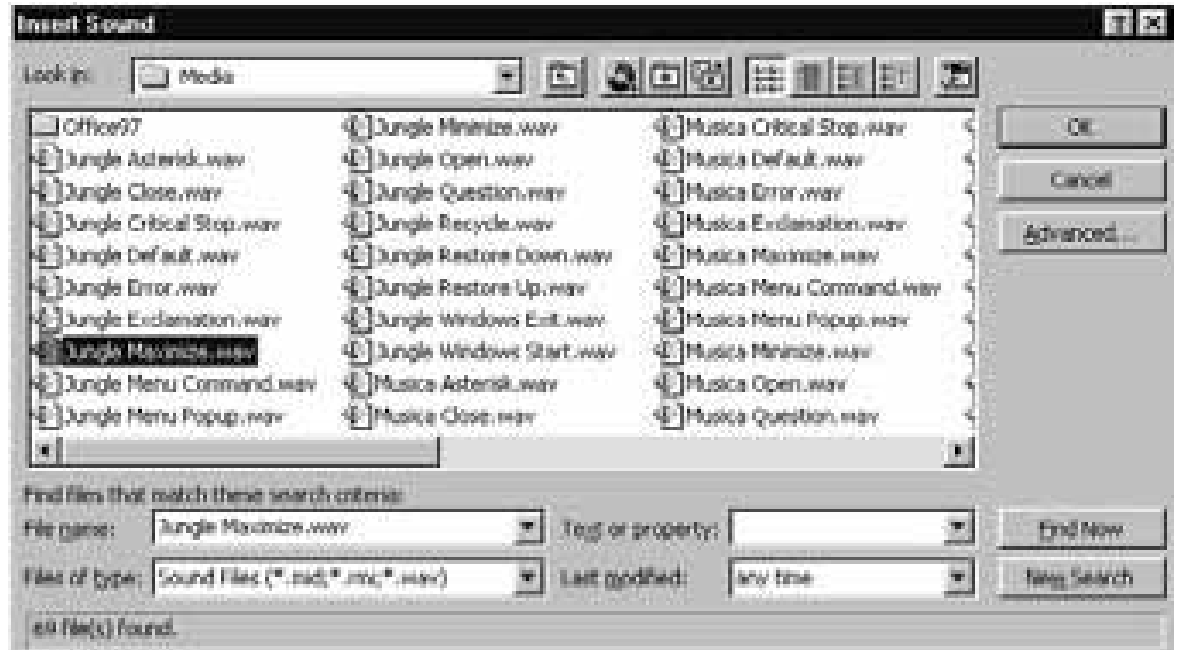 Insert Sound
Look in: Media
Office97
Jungle Asterisk.wav
Jungle Close.wav
Jungle Critical Stop.wav
Jungle Default.wav
Jungle Error.wav
Jungle Exclamation.wav
Jungle Maximize.wav
Jungle Menu Command.wav
Jungle Menu Popup.wav
Jungle Minimize.wav
Jungle Open.wav
Jungle Question.wav
Jungle Recycle.wav
Jungle Restore Down.wav
Jungle Restore Up.wav
Jungle Windows Exit.wav
Jungle Windows Start.wav
Musica Asterisk.wav
Musica Close.wav
Musica Critical Stop.wav
Musica Default.wav
Musica Error.wav
Musica Exclamation.wav
Musica Maximize.wav
Musica Menu Command.wav
Musica Menu Popup.wav
Musica Minimize.wav
Musica Open.wav
Musica Question.wav
OK
Cancel
Advanced...
Find files that match these search criteria:
File name: Jungle Maximize.wav Text or property: Find Now
Files of type: Sound Files (*.mid;*.rmi;*.wav) Last modified: any time New Search
69 file(s) found.